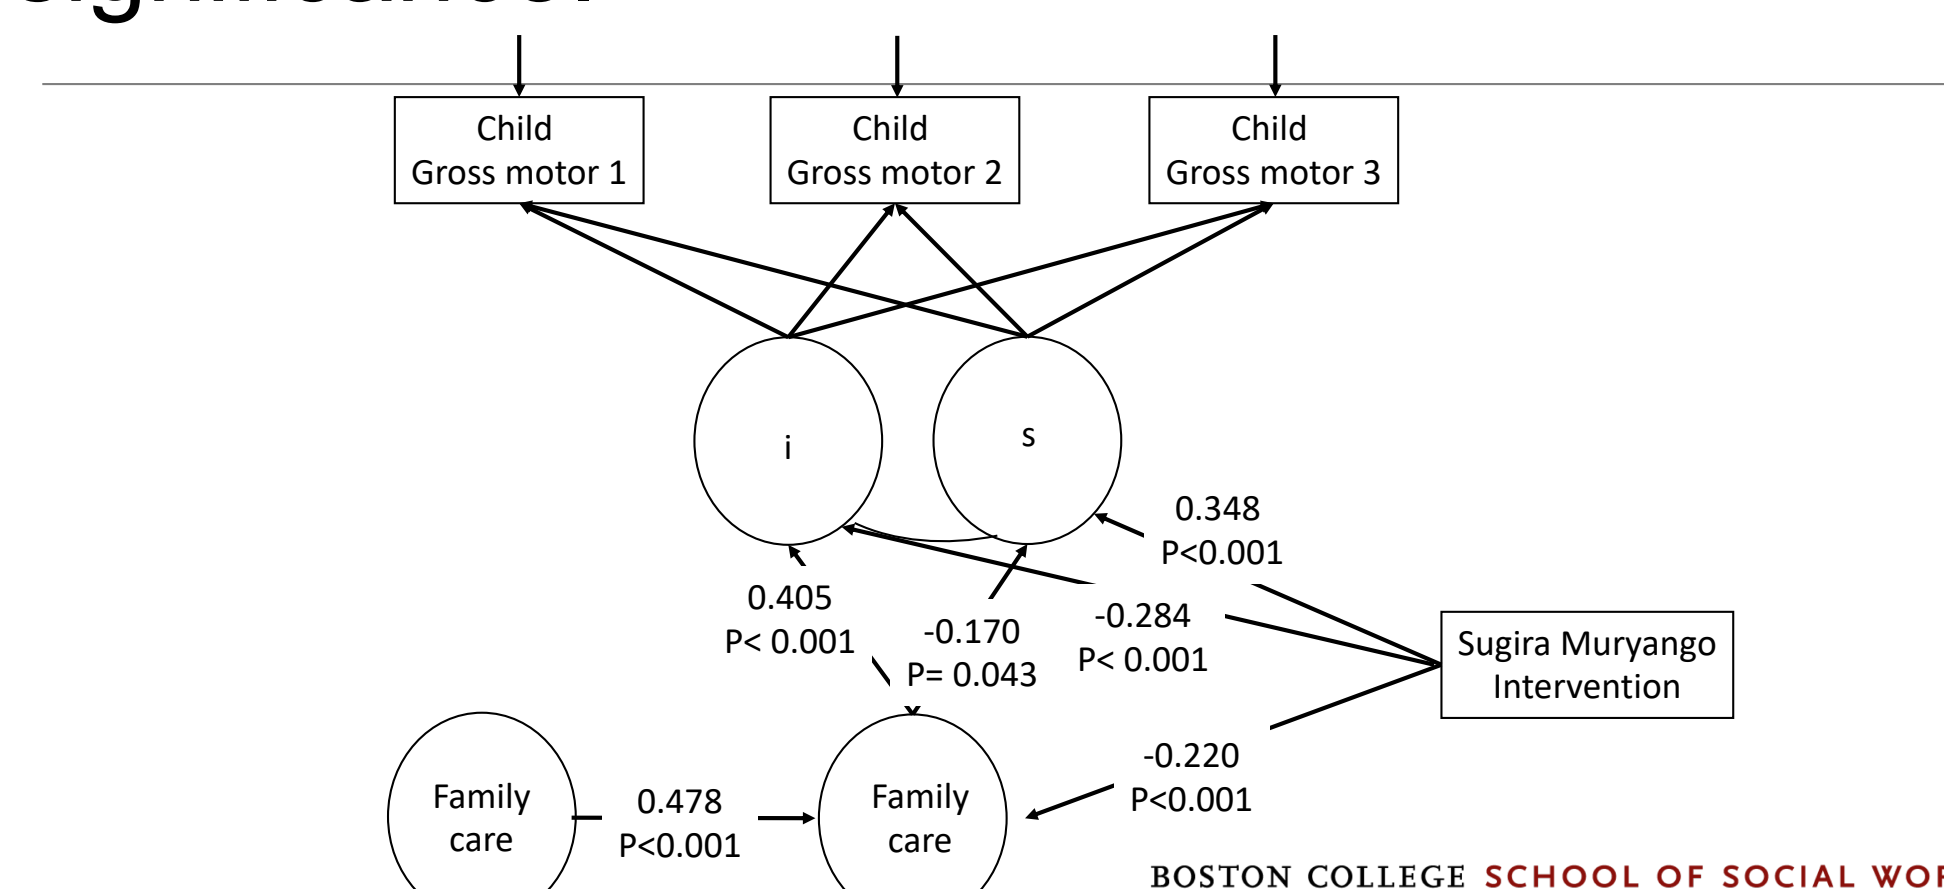 Child
Gross motor 1
Child
Gross motor 2
Child
Gross motor 3
i
s
0.348
P<0.001
0.405
P< 0.001
-0.170
P= 0.043
-0.284
P< 0.001
Sugira Muryango
Intervention
-0.220
P<0.001
Family
care
0.478
P<0.001
Family
care
BOSTON COLLEGE SCHOOL OF SOCIAL